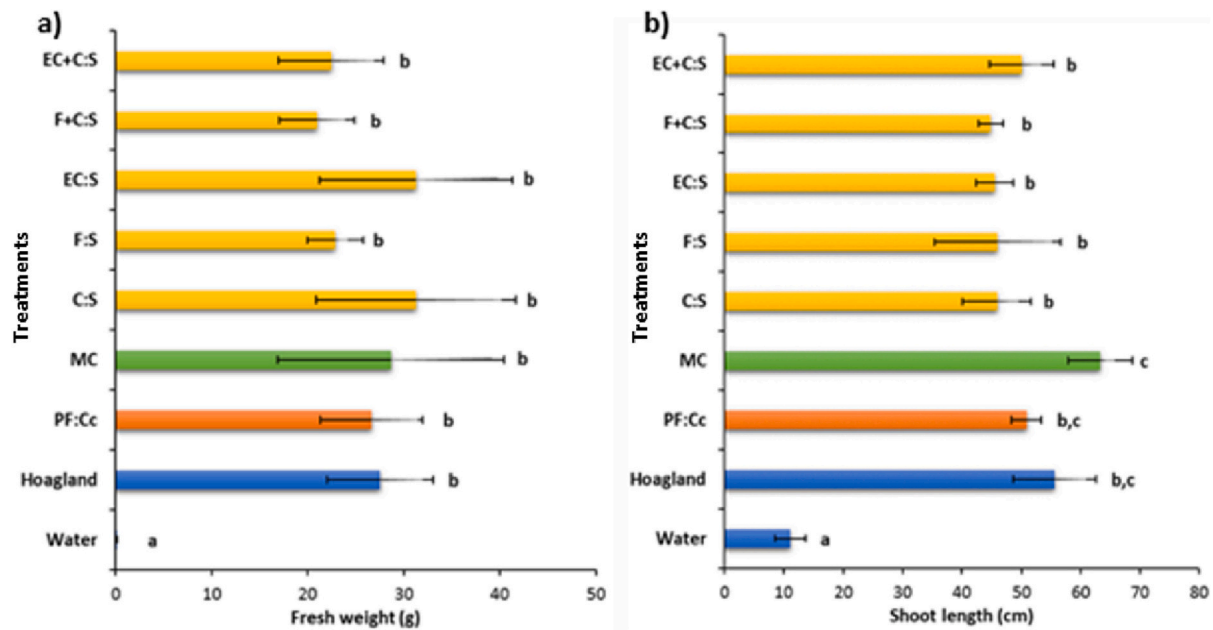 a)
EC+C:S b
F+C:S b
EC:S b
F:S b
C:S b
MC b
PF:Cc b
Hoagland b
Water a
Treatments
0 10 20 30 40 50
Fresh weight (g)
b)
EC+C:S b
F+C:S b
EC:S b
F:S b
C:S b
MC c
PF:Cc b,c
Hoagland b,c
Water a
Treatments
0 10 20 30 40 50 60 70 80
Shoot length (cm)